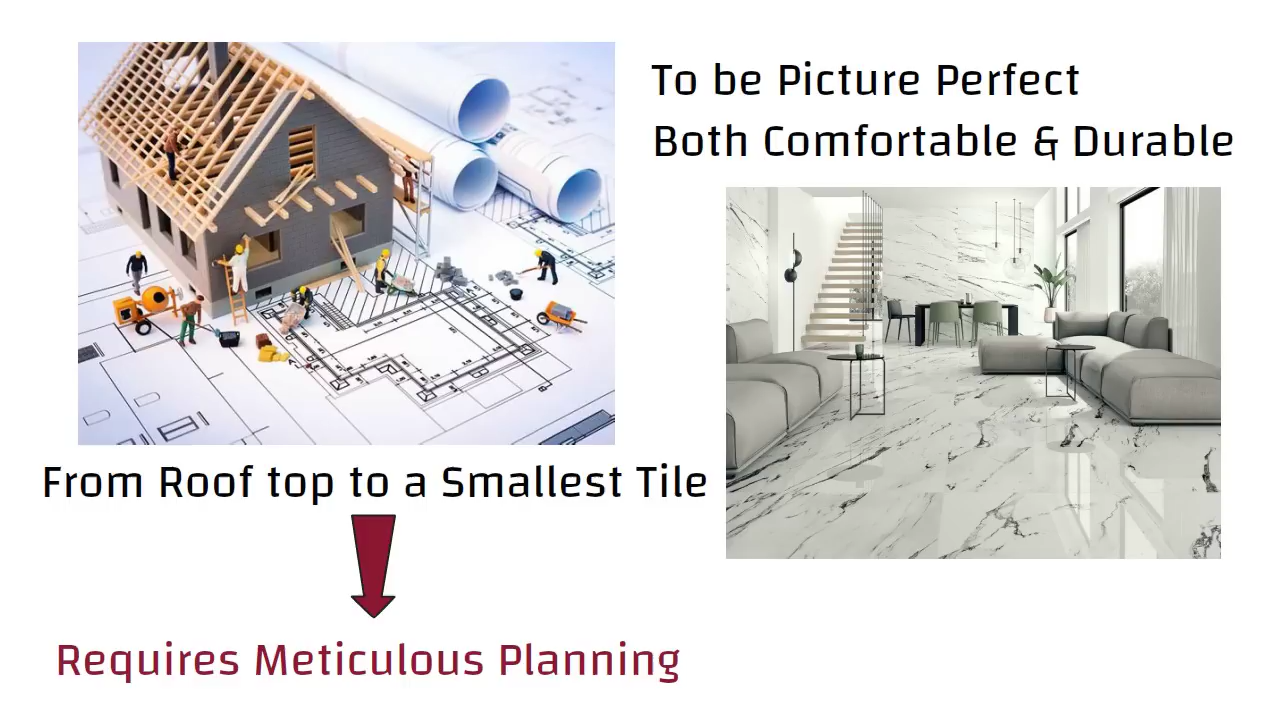 To be Picture Perfect
Both Comfortable & Durable
From Roof top to a Smallest Tile
Requires Meticulous Planning